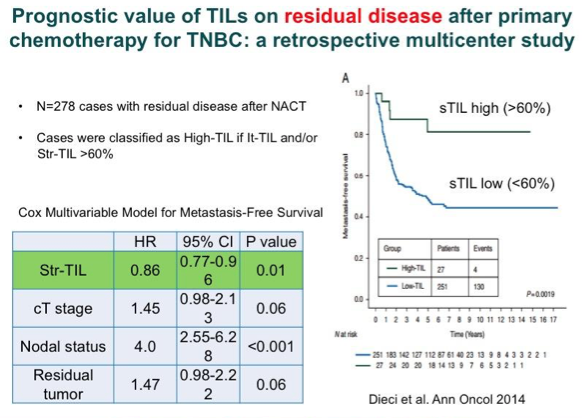 Prognostic value of TILs on residual disease after primary
chemotherapy for TNBC: a retrospective multicenter study
• N=278 cases with residual disease after NACT
• Cases were classified as High-TIL if It-TIL and/or
Str-TIL >60%
Cox Multivariable Model for Metastasis-Free Survival
HR 95% CI P value
Str-TIL 0.86 0.77-0.9
6 0.01
cT stage 1.45 0.98-2.1
3 0.06
Nodal status 4.0 2.55-6.2
8 <0.001
Residual
tumor 1.47 0.98-2.2
2 0.06
A
Metastasis-free survival
1.0
0.8
0.6
0.4
0.2
0.0
sTIL high (>60%)
sTIL low (<60%)
Group Patients Events
High-TIL 27 4
Low-TIL 251 130
P=0.0019
0 1 2 3 4 5 6 7 8 9 10 11 12 13 14 15 16 17
N at risk Time (Years)
251 183 142 127 112 87 61 40 23 13 9 8 4 3 3 2 2 1
27 24 20 20 18 14 13 9 7 6 5 3 2 1 1
Dieci et al. Ann Oncol 2014